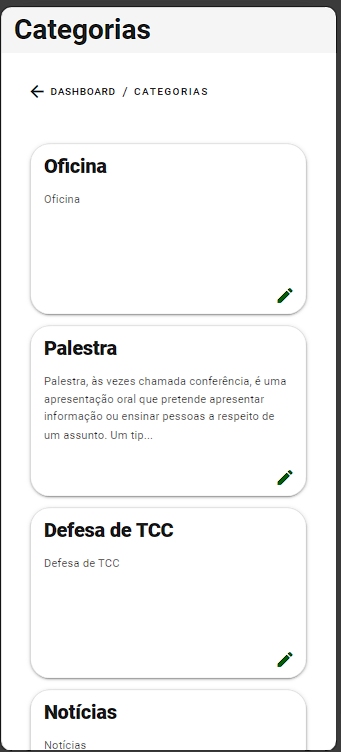 Categorias
DASHBOARD / CATEGORIAS
Oficina
Oficina
Palestra
Palestra, às vezes chamada conferência, é uma
apresentação oral que pretende apresentar
informação ou ensinar pessoas a respeito de
um assunto. Um tip...
Defesa de TCC
Defesa de TCC
Notícias
Notícias